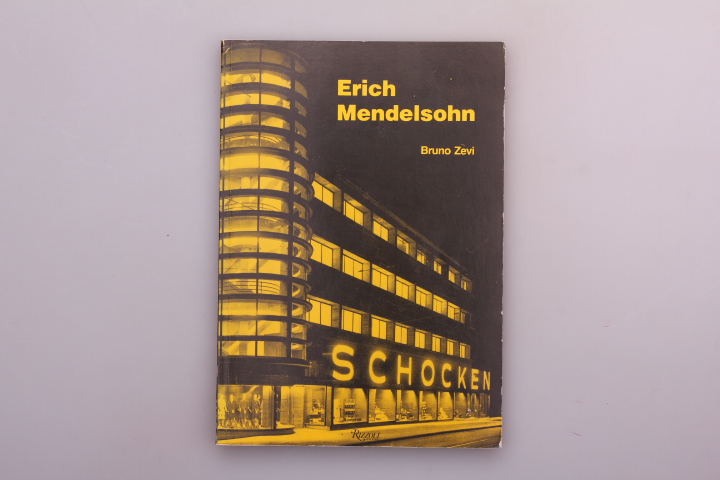 Erich
Mendelsohn
Bruno Zevi
SCHOCKEN
RIZZOLI